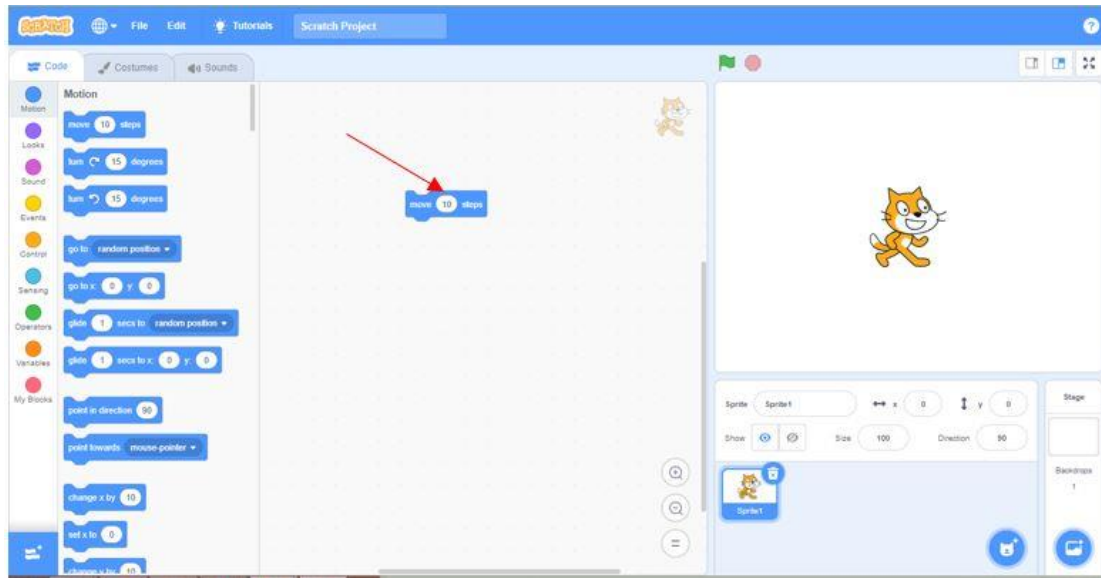 SCRATCH File Edit Tutorials Scratch Project ?
Code Costumes Sounds
Motion
Looks
Sound
Events
Control
Sensing
Operators
Variables
My Blocks
Motion
move 10 steps
turn 15 degrees
turn 15 degrees
go to random position
go to x: 0 y: 0
glide 1 secs to random position
glide 1 secs to x: 0 y: 0
point in direction 90
point towards mouse-pointer
change x by 10
set x to 0
change y by 10
move 10 steps
Sprite Sprite1 x 0 y 0
Show Size 100 Direction 90
Sprite1
Stage
Backdrops
1